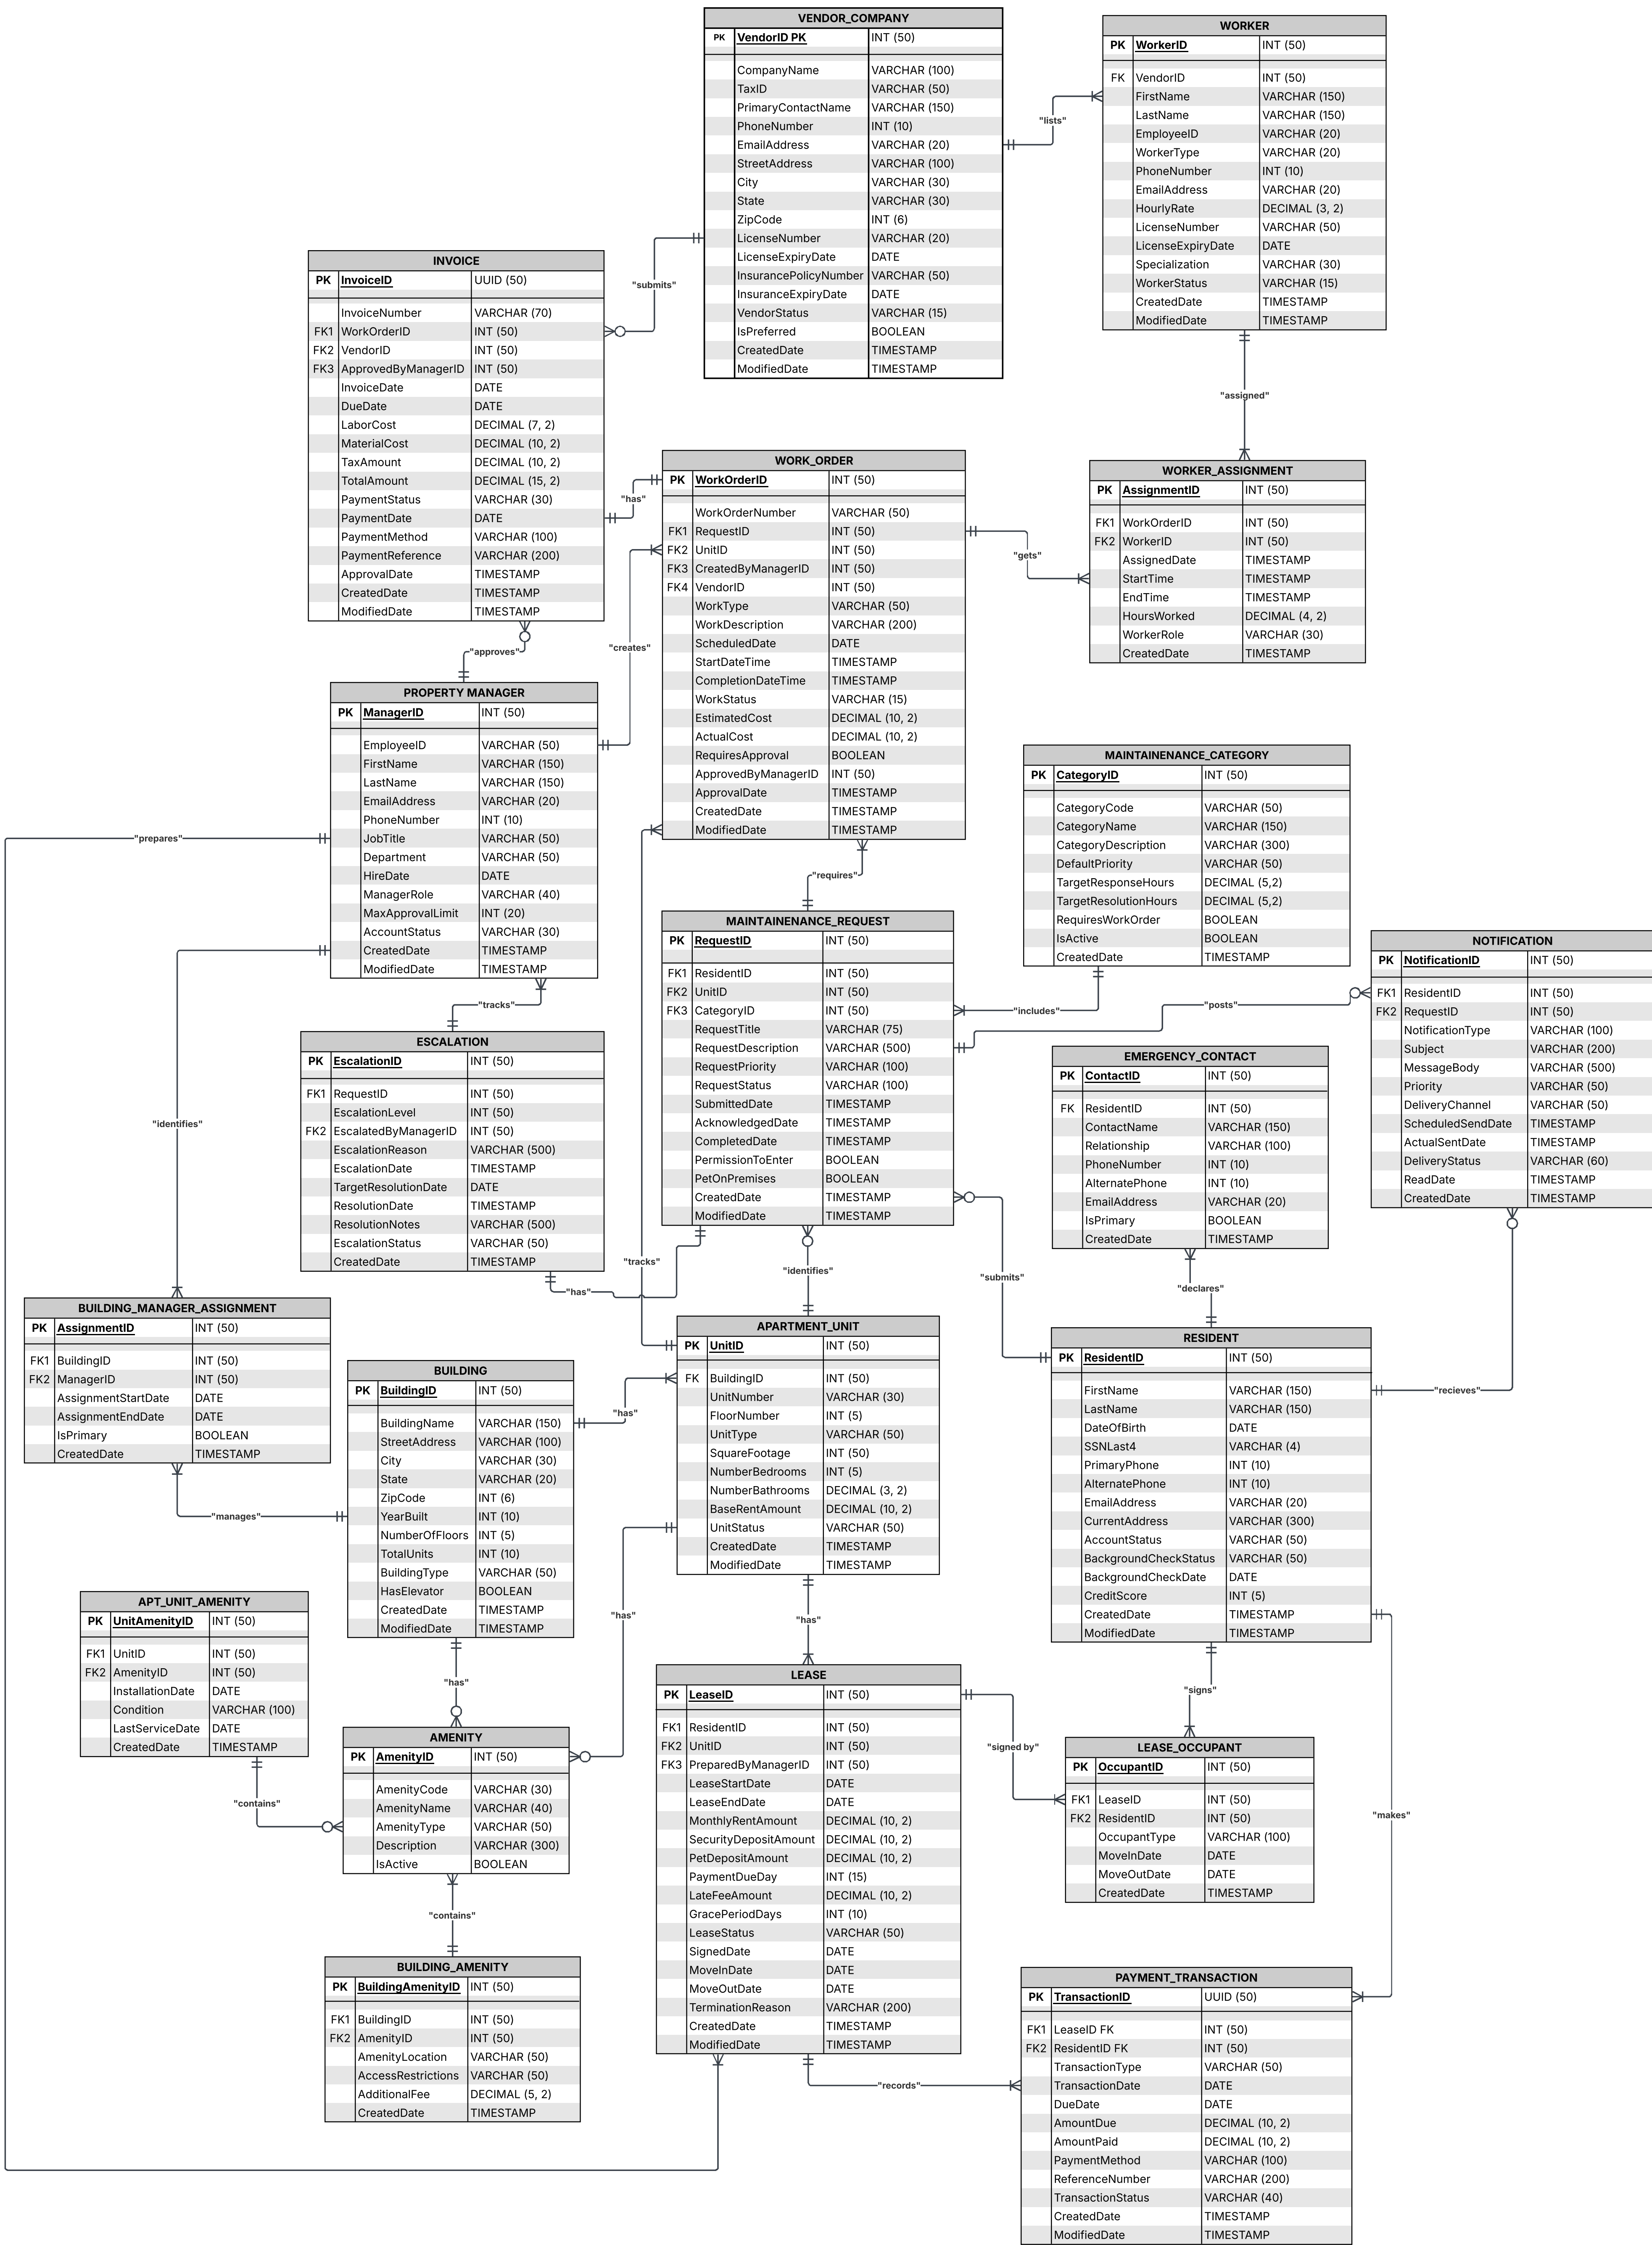 VENDOR_COMPANY
PK VendorID PK INT (50)
CompanyName VARCHAR (100)
TaxID VARCHAR (50)
PrimaryContactName VARCHAR (150)
PhoneNumber INT (10)
EmailAddress VARCHAR (20)
StreetAddress VARCHAR (100)
City VARCHAR (30)
State VARCHAR (30)
ZipCode INT (6)
LicenseNumber VARCHAR (20)
LicenseExpiryDate DATE
InsurancePolicyNumber VARCHAR (50)
InsuranceExpiryDate DATE
VendorStatus VARCHAR (15)
IsPreferred BOOLEAN
CreatedDate TIMESTAMP
ModifiedDate TIMESTAMP
"lists"
WORKER
PK WorkerID INT (50)
FK VendorID INT (50)
FirstName VARCHAR (150)
LastName VARCHAR (150)
EmployeeID VARCHAR (20)
WorkerType VARCHAR (20)
PhoneNumber INT (10)
EmailAddress VARCHAR (20)
HourlyRate DECIMAL (3, 2)
LicenseNumber VARCHAR (50)
LicenseExpiryDate DATE
Specialization VARCHAR (30)
WorkerStatus VARCHAR (15)
CreatedDate TIMESTAMP
ModifiedDate TIMESTAMP
"submits"
INVOICE
PK InvoiceID UUID (50)
InvoiceNumber VARCHAR (70)
FK1 WorkOrderID INT (50)
FK2 VendorID INT (50)
FK3 ApprovedByManagerID INT (50)
InvoiceDate DATE
DueDate DATE
LaborCost DECIMAL (7, 2)
MaterialCost DECIMAL (10, 2)
TaxAmount DECIMAL (10, 2)
TotalAmount DECIMAL (15, 2)
PaymentStatus VARCHAR (30)
PaymentDate DATE
PaymentMethod VARCHAR (100)
PaymentReference VARCHAR (200)
ApprovalDate TIMESTAMP
CreatedDate TIMESTAMP
ModifiedDate TIMESTAMP
"has"
"assigned"
WORK_ORDER
PK WorkOrderID INT (50)
WorkOrderNumber VARCHAR (50)
FK1 RequestID INT (50)
FK2 UnitID INT (50)
FK3 CreatedByManagerID INT (50)
FK4 VendorID INT (50)
WorkType VARCHAR (50)
WorkDescription VARCHAR (200)
ScheduledDate DATE
StartDateTime TIMESTAMP
CompletionDateTime TIMESTAMP
WorkStatus VARCHAR (15)
EstimatedCost DECIMAL (10, 2)
ActualCost DECIMAL (10, 2)
RequiresApproval BOOLEAN
ApprovedByManagerID INT (50)
ApprovalDate TIMESTAMP
CreatedDate TIMESTAMP
ModifiedDate TIMESTAMP
"gets"
WORKER_ASSIGNMENT
PK AssignmentID INT (50)
FK1 WorkOrderID INT (50)
FK2 WorkerID INT (50)
AssignedDate TIMESTAMP
StartTime TIMESTAMP
EndTime TIMESTAMP
HoursWorked DECIMAL (4, 2)
WorkerRole VARCHAR (30)
CreatedDate TIMESTAMP
"approves"
"creates"
PROPERTY MANAGER
PK ManagerID INT (50)
EmployeeID VARCHAR (50)
FirstName VARCHAR (150)
LastName VARCHAR (150)
EmailAddress VARCHAR (20)
PhoneNumber INT (10)
JobTitle VARCHAR (50)
Department VARCHAR (50)
HireDate DATE
ManagerRole VARCHAR (40)
MaxApprovalLimit INT (20)
AccountStatus VARCHAR (30)
CreatedDate TIMESTAMP
ModifiedDate TIMESTAMP
"prepares"
"requires"
MAINTAINENANCE_CATEGORY
PK CategoryID INT (50)
CategoryCode VARCHAR (50)
CategoryName VARCHAR (150)
CategoryDescription VARCHAR (300)
DefaultPriority VARCHAR (50)
TargetResponseHours DECIMAL (5,2)
TargetResolutionHours DECIMAL (5,2)
RequiresWorkOrder BOOLEAN
IsActive BOOLEAN
CreatedDate TIMESTAMP
MAINTAINENANCE_REQUEST
PK RequestID INT (50)
FK1 ResidentID INT (50)
FK2 UnitID INT (50)
FK3 CategoryID INT (50)
RequestTitle VARCHAR (75)
RequestDescription VARCHAR (500)
RequestPriority VARCHAR (100)
RequestStatus VARCHAR (100)
SubmittedDate TIMESTAMP
AcknowledgedDate TIMESTAMP
CompletedDate TIMESTAMP
PermissionToEnter BOOLEAN
PetOnPremises BOOLEAN
CreatedDate TIMESTAMP
ModifiedDate TIMESTAMP
"includes"
"posts"
NOTIFICATION
PK NotificationID INT (50)
FK1 ResidentID INT (50)
FK2 RequestID INT (50)
NotificationType VARCHAR (100)
Subject VARCHAR (200)
MessageBody VARCHAR (500)
Priority VARCHAR (50)
DeliveryChannel VARCHAR (50)
ScheduledSendDate TIMESTAMP
ActualSentDate TIMESTAMP
DeliveryStatus VARCHAR (60)
ReadDate TIMESTAMP
CreatedDate TIMESTAMP
"tracks"
ESCALATION
PK EscalationID INT (50)
FK1 RequestID INT (50)
EscalationLevel INT (50)
FK2 EscalatedByManagerID INT (50)
EscalationReason VARCHAR (500)
EscalationDate TIMESTAMP
TargetResolutionDate DATE
ResolutionDate TIMESTAMP
ResolutionNotes VARCHAR (500)
EscalationStatus VARCHAR (50)
CreatedDate TIMESTAMP
EMERGENCY_CONTACT
PK ContactID INT (50)
FK ResidentID INT (50)
ContactName VARCHAR (150)
Relationship VARCHAR (100)
PhoneNumber INT (10)
AlternatePhone INT (10)
EmailAddress VARCHAR (20)
IsPrimary BOOLEAN
CreatedDate TIMESTAMP
"identifies"
"has"
"tracks"
"identifies"
"submits"
"declares"
BUILDING_MANAGER_ASSIGNMENT
PK AssignmentID INT (50)
FK1 BuildingID INT (50)
FK2 ManagerID INT (50)
AssignmentStartDate DATE
AssignmentEndDate DATE
IsPrimary BOOLEAN
CreatedDate TIMESTAMP
"manages"
BUILDING
PK BuildingID INT (50)
BuildingName VARCHAR (150)
StreetAddress VARCHAR (100)
City VARCHAR (30)
State VARCHAR (20)
ZipCode INT (6)
YearBuilt INT (10)
NumberOfFloors INT (5)
TotalUnits INT (10)
BuildingType VARCHAR (50)
HasElevator BOOLEAN
CreatedDate TIMESTAMP
ModifiedDate TIMESTAMP
"has"
APARTMENT_UNIT
PK UnitID INT (50)
FK BuildingID INT (50)
UnitNumber VARCHAR (30)
FloorNumber INT (5)
UnitType VARCHAR (50)
SquareFootage INT (50)
NumberBedrooms INT (5)
NumberBathrooms DECIMAL (3, 2)
BaseRentAmount DECIMAL (10, 2)
UnitStatus VARCHAR (50)
CreatedDate TIMESTAMP
ModifiedDate TIMESTAMP
RESIDENT
PK ResidentID INT (50)
FirstName VARCHAR (150)
LastName VARCHAR (150)
DateOfBirth DATE
SSNLast4 VARCHAR (4)
PrimaryPhone INT (10)
AlternatePhone INT (10)
EmailAddress VARCHAR (20)
CurrentAddress VARCHAR (300)
AccountStatus VARCHAR (50)
BackgroundCheckStatus VARCHAR (50)
BackgroundCheckDate DATE
CreditScore INT (5)
CreatedDate TIMESTAMP
ModifiedDate TIMESTAMP
"recieves"
APT_UNIT_AMENITY
PK UnitAmenityID INT (50)
FK1 UnitID INT (50)
FK2 AmenityID INT (50)
InstallationDate DATE
Condition VARCHAR (100)
LastServiceDate DATE
CreatedDate TIMESTAMP
"contains"
"has"
"has"
"has"
"signs"
AMENITY
PK AmenityID INT (50)
AmenityCode VARCHAR (30)
AmenityName VARCHAR (40)
AmenityType VARCHAR (50)
Description VARCHAR (300)
IsActive BOOLEAN
"contains"
LEASE
PK LeaseID INT (50)
FK1 ResidentID INT (50)
FK2 UnitID INT (50)
FK3 PreparedByManagerID INT (50)
LeaseStartDate DATE
LeaseEndDate DATE
MonthlyRentAmount DECIMAL (10, 2)
SecurityDepositAmount DECIMAL (10, 2)
PetDepositAmount DECIMAL (10, 2)
PaymentDueDay INT (15)
LateFeeAmount DECIMAL (10, 2)
GracePeriodDays INT (10)
LeaseStatus VARCHAR (50)
SignedDate DATE
MoveInDate DATE
MoveOutDate DATE
TerminationReason VARCHAR (200)
CreatedDate TIMESTAMP
ModifiedDate TIMESTAMP
"signed by"
LEASE_OCCUPANT
PK OccupantID INT (50)
FK1 LeaseID INT (50)
FK2 ResidentID INT (50)
OccupantType VARCHAR (100)
MoveInDate DATE
MoveOutDate DATE
CreatedDate TIMESTAMP
"makes"
BUILDING_AMENITY
PK BuildingAmenityID INT (50)
FK1 BuildingID INT (50)
FK2 AmenityID INT (50)
AmenityLocation VARCHAR (50)
AccessRestrictions VARCHAR (50)
AdditionalFee DECIMAL (5, 2)
CreatedDate TIMESTAMP
"records"
PAYMENT_TRANSACTION
PK TransactionID UUID (50)
FK1 LeaseID FK INT (50)
FK2 ResidentID FK INT (50)
TransactionType VARCHAR (50)
TransactionDate DATE
DueDate DATE
AmountDue DECIMAL (10, 2)
AmountPaid DECIMAL (10, 2)
PaymentMethod VARCHAR (100)
ReferenceNumber VARCHAR (200)
TransactionStatus VARCHAR (40)
CreatedDate TIMESTAMP
ModifiedDate TIMESTAMP